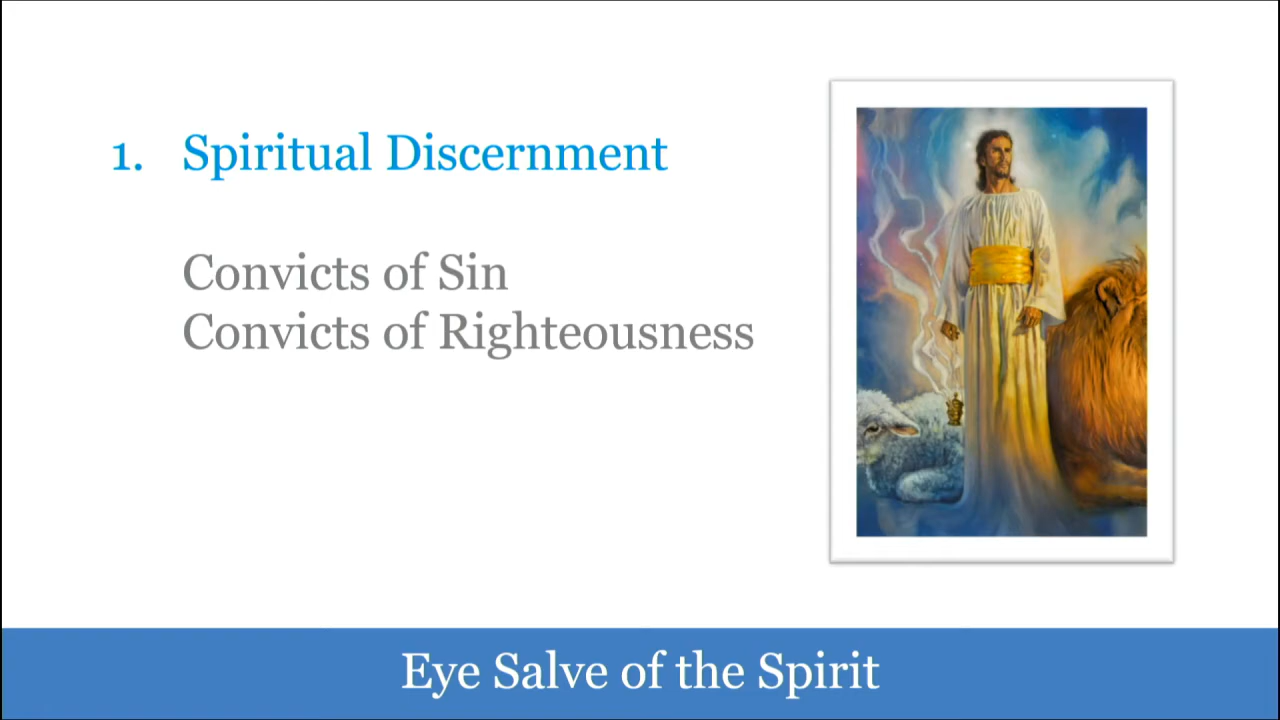 1. Spiritual Discernment
Convicts of Sin
Convicts of Righteousness
Eye Salve of the Spirit